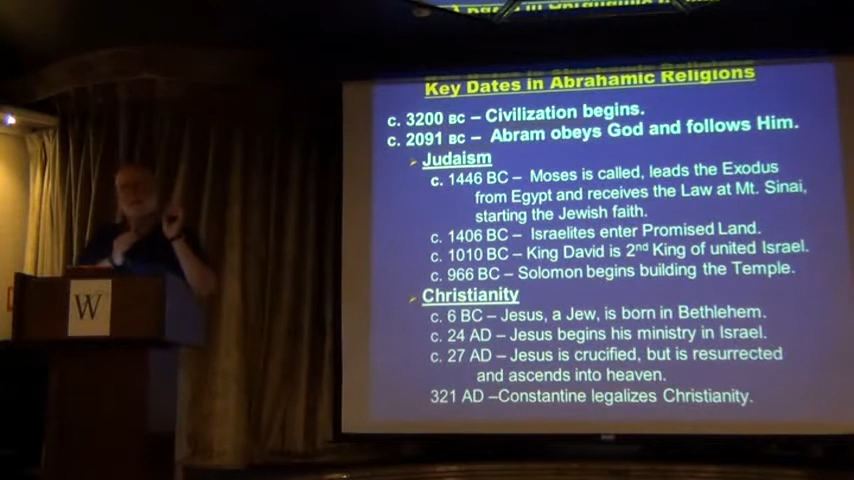 Key Dates in Abrahamic Religions
c. 3200 BC – Civilization begins.
c. 2091 BC – Abram obeys God and follows Him.
Judaism
c. 1446 BC – Moses is called, leads the Exodus
from Egypt and receives the Law at Mt. Sinai,
starting the Jewish faith.
c. 1406 BC – Israelites enter Promised Land.
c. 1010 BC – King David is 2nd King of united Israel.
c. 966 BC – Solomon begins building the Temple.
Christianity
c. 6 BC – Jesus, a Jew, is born in Bethlehem.
c. 24 AD – Jesus begins his ministry in Israel.
c. 27 AD – Jesus is crucified, but is resurrected
and ascends into heaven.
321 AD –Constantine legalizes Christianity.
W